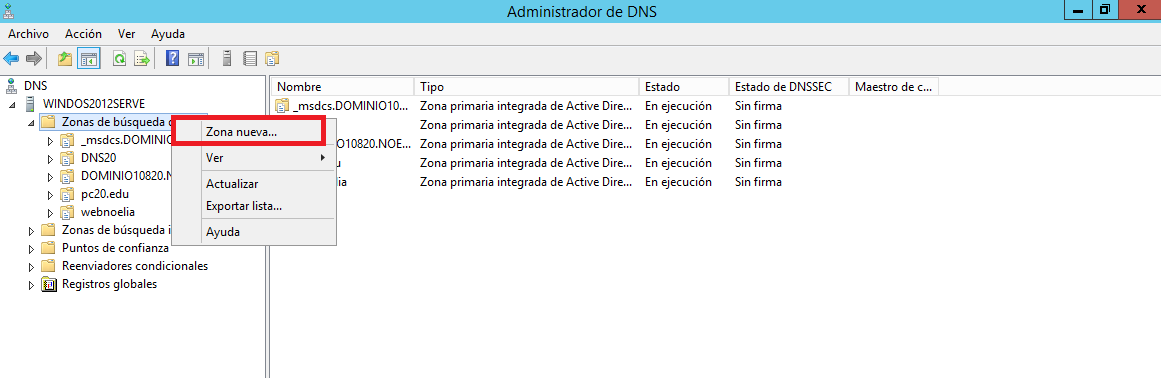 Administrador de DNS
Archivo Acción Ver Ayuda
DNS
WINDOS2012SERVE
Zonas de búsqueda
_msdcs.DOMINIO
DNS20
DOMINIO10820.N
pc20.edu
webnoelia
Zonas de búsqueda i
Puntos de confianza
Reenviadores condicionales
Registros globales
Zona nueva...
Ver
Actualizar
Exportar lista...
Ayuda
Nombre Tipo Estado Estado de DNSSEC Maestro de c...
_msdcs.DOMINIO10... Zona primaria integrada de Active Dire... En ejecución Sin firma
Zona primaria integrada de Active Dire... En ejecución Sin firma
IO10820.NOE... Zona primaria integrada de Active Dire... En ejecución Sin firma
Zona primaria integrada de Active Dire... En ejecución Sin firma
lia Zona primaria integrada de Active Dire... En ejecución Sin firma